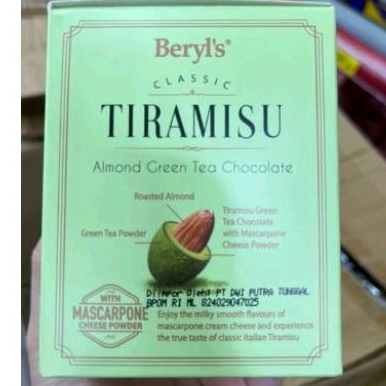 Beryl's®
CLASSIC
TIRAMISU
Almond Green Tea Chocolate
Roasted Almond
Tiramisu Green
Tea Chocolate
with Mascarpone
Cheese Powder
Green Tea Powder
Diimpor Oleh: PT DWI PUTRA TUNGGAL
BPOM RI ML 824029047025
WITH
MASCARPONE
CHEESE POWDER
Enjoy the milky smooth flavours of
mascarpone cream cheese and experience
the true taste of classic Italian Tiramisu